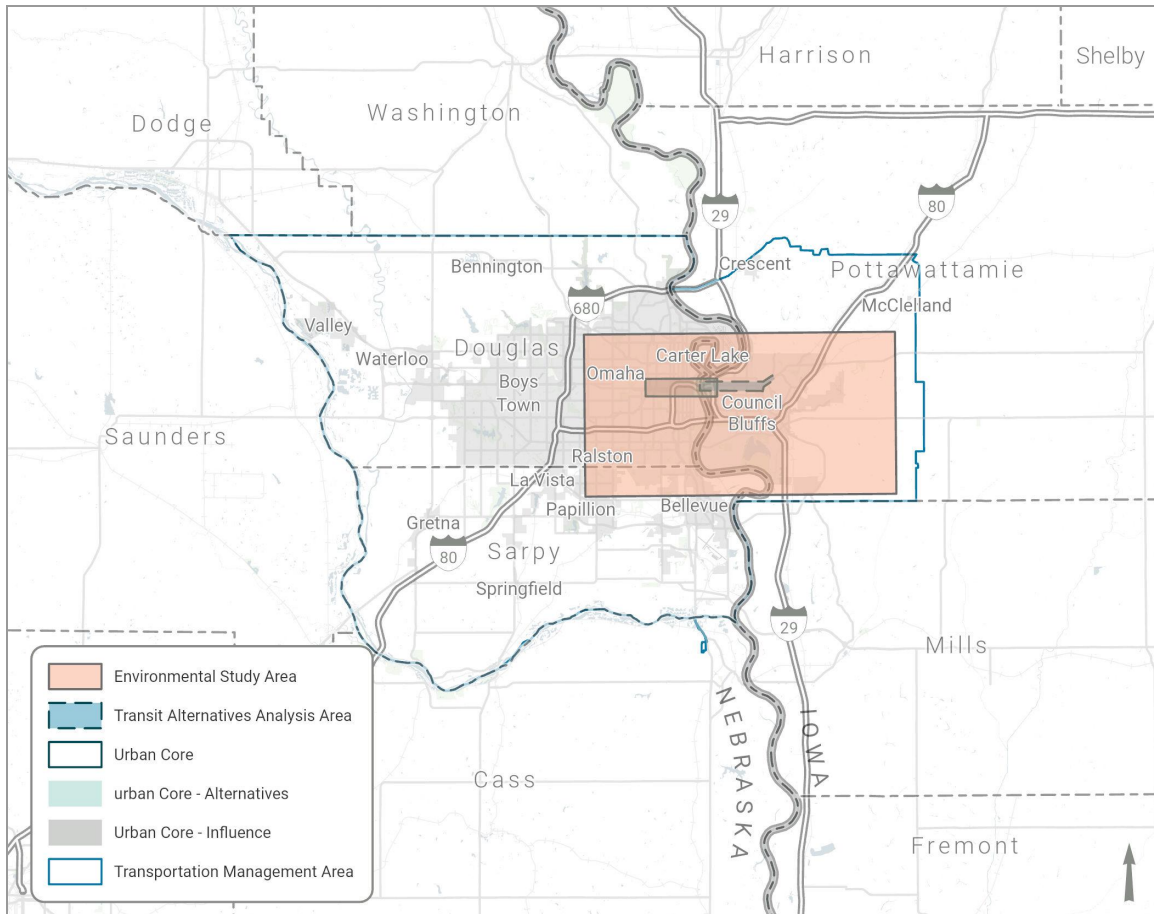 Harrison
Shelby
Washington
Dodge
29
80
Crescent
Bennington
Pottawattamie
680
McClelland
Valley
Douglas
Waterloo
Carter Lake
Omaha
Boys
Town
Council
Bluffs
Saunders
Ralston
La Vista
Papillion
Bellevue
Gretna
80
Sarpy
Springfield
29
Mills
NEBRASKA
IOWA
Cass
Fremont
Environmental Study Area
Transit Alternatives Analysis Area
Urban Core
urban Core - Alternatives
Urban Core - Influence
Transportation Management Area